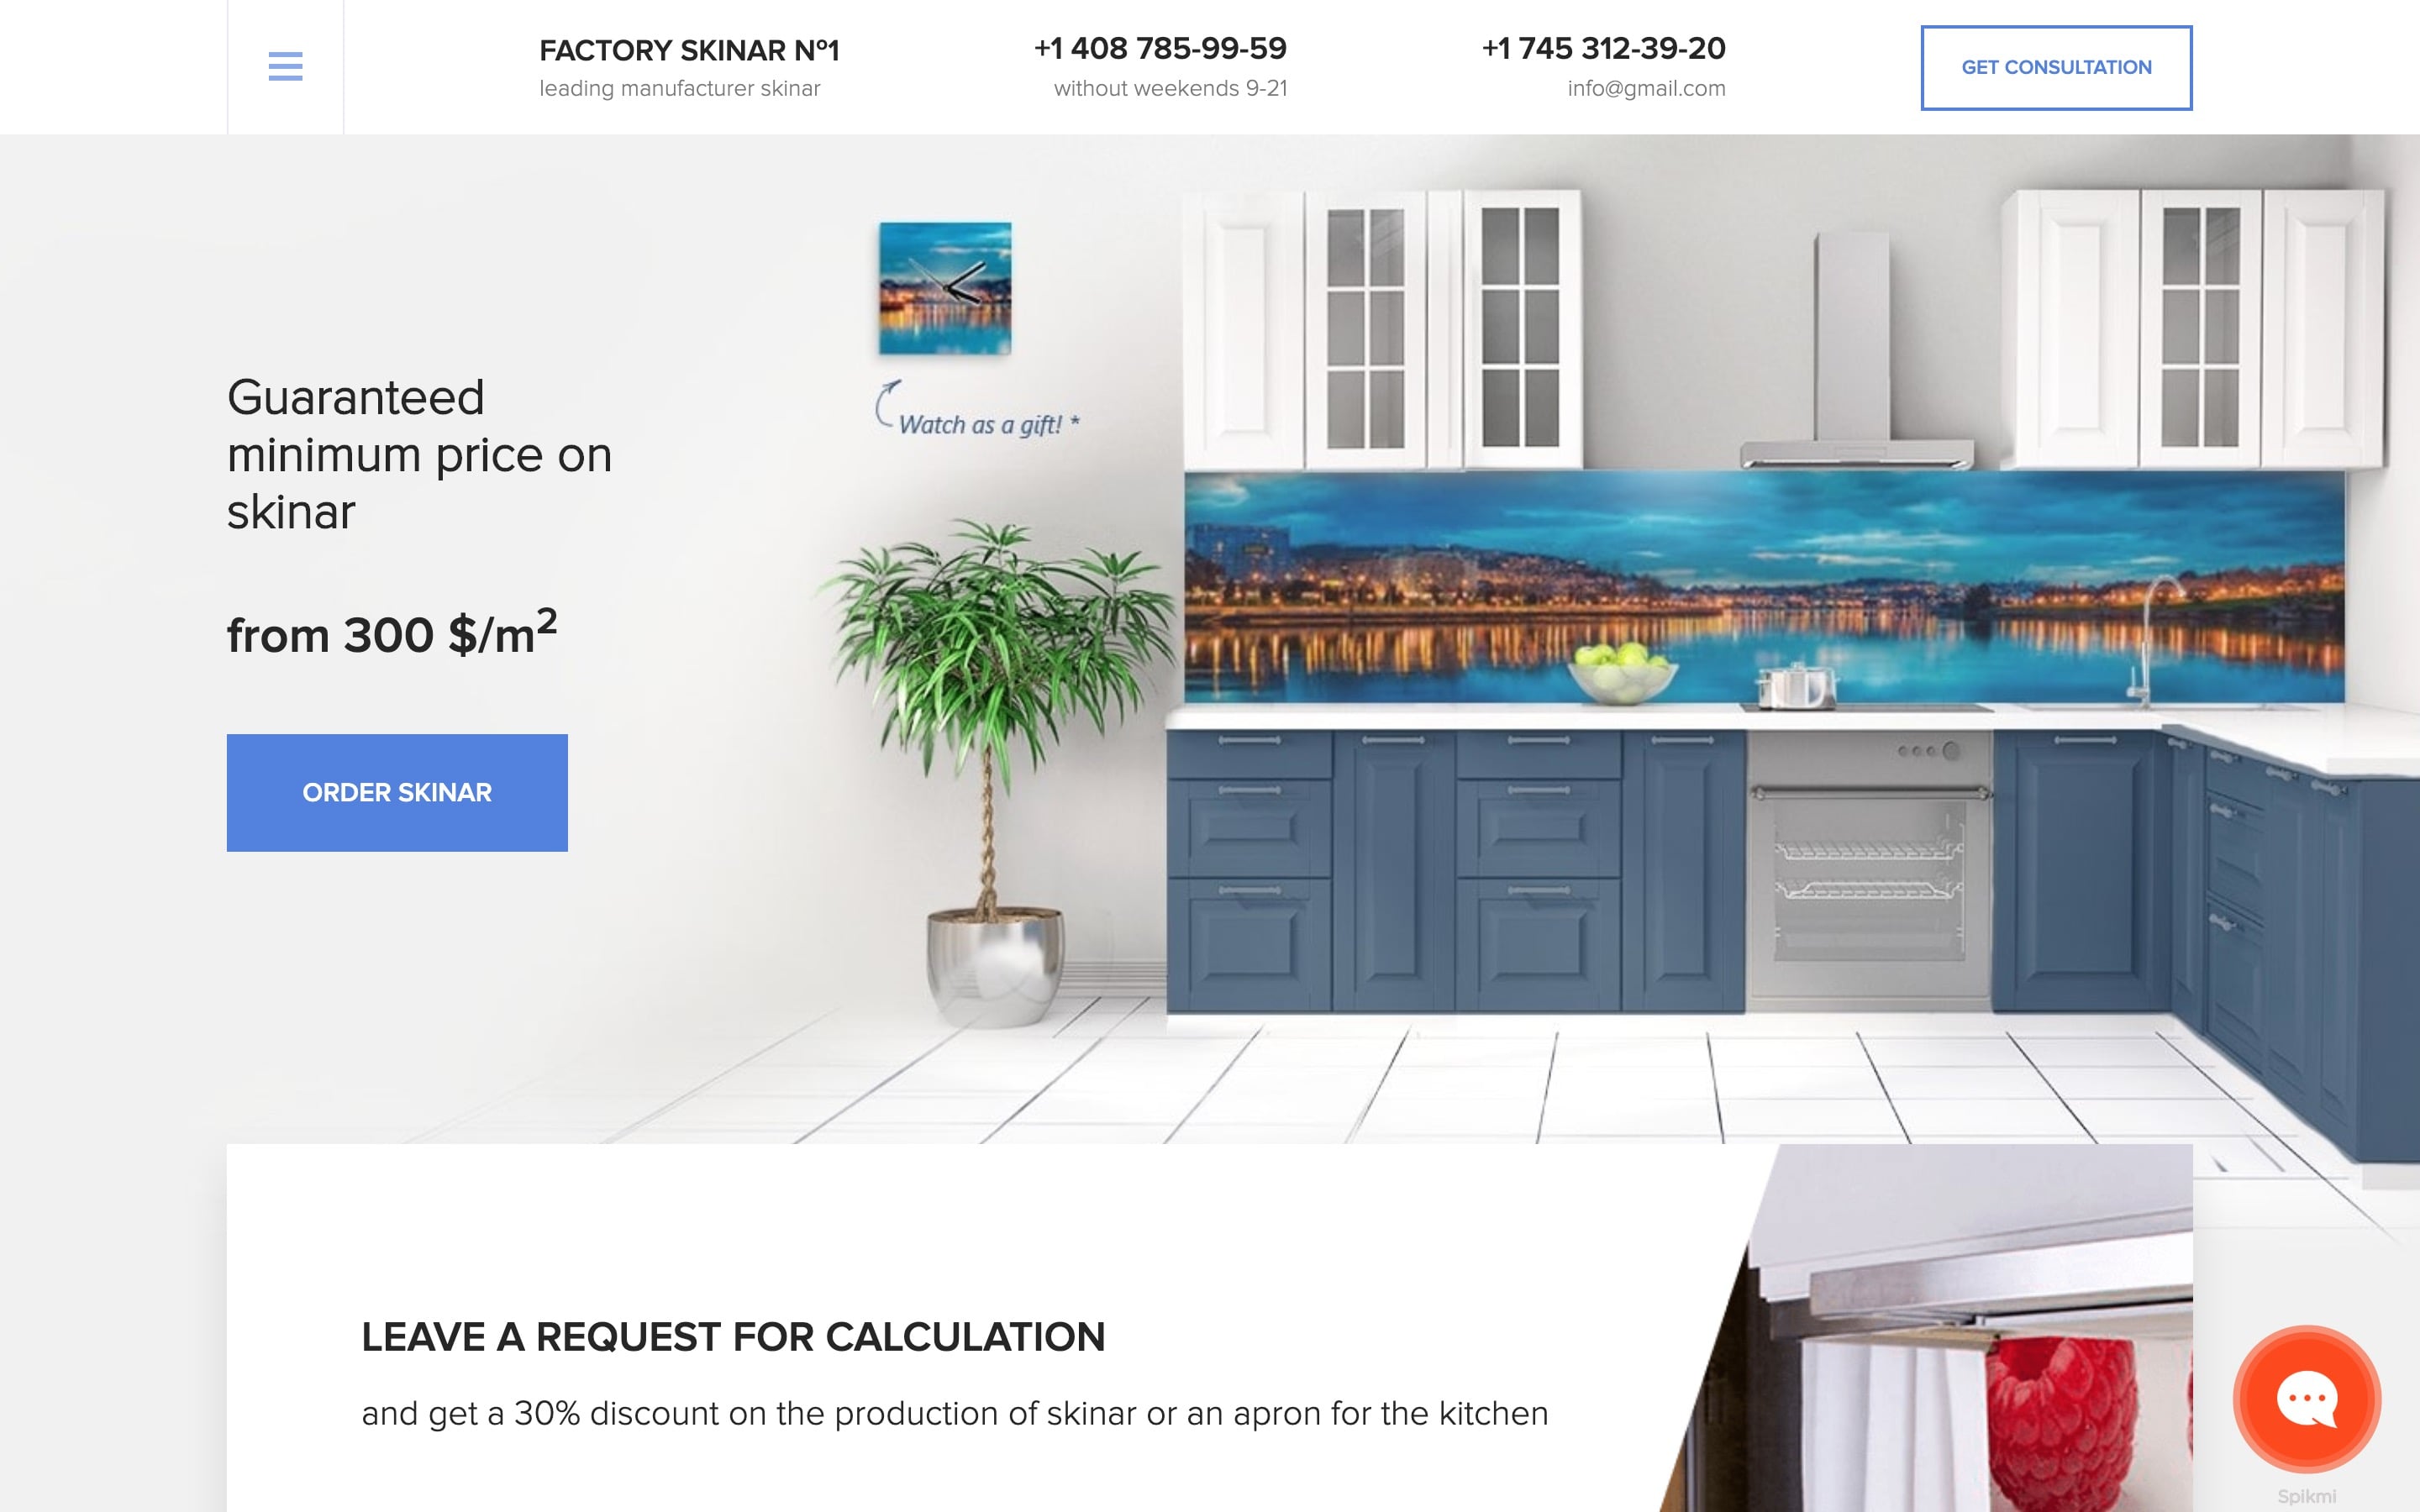 FACTORY SKINAR Nº1
leading manufacturer skinar
+1 408 785-99-59
without weekends 9-21
+1 745 312-39-20
info@gmail.com
GET CONSULTATION
Watch as a gift! *
Guaranteed
minimum price on
skinar
from 300 $/m²
ORDER SKINAR
LEAVE A REQUEST FOR CALCULATION
and get a 30% discount on the production of skinar or an apron for the kitchen
Spikmi